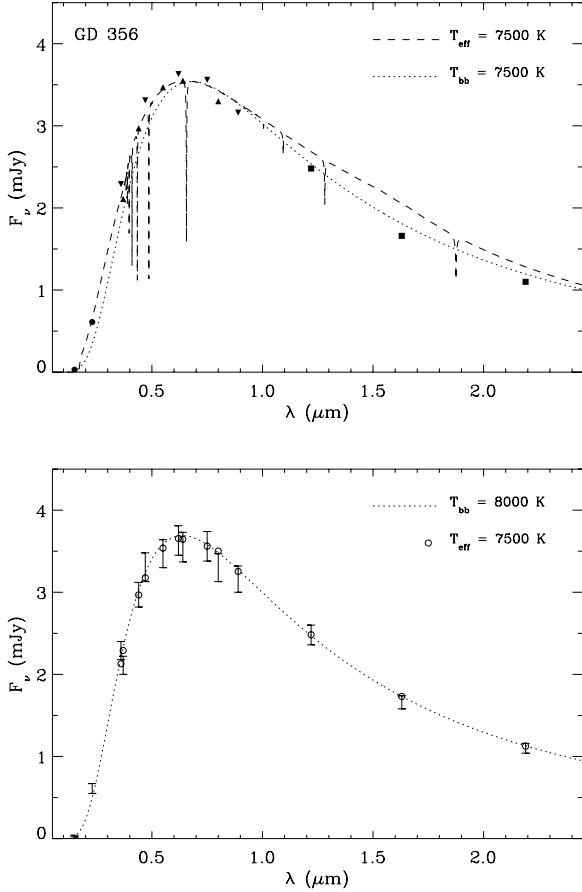 GD 356
T_eff = 7500 K
T_bb = 7500 K
4
3
2
1
0
F_ν (mJy)
0.5 1.0 1.5 2.0
λ (μm)
T_bb = 8000 K
T_eff = 7500 K
4
3
2
1
0
F_ν (mJy)
0.5 1.0 1.5 2.0
λ (μm)